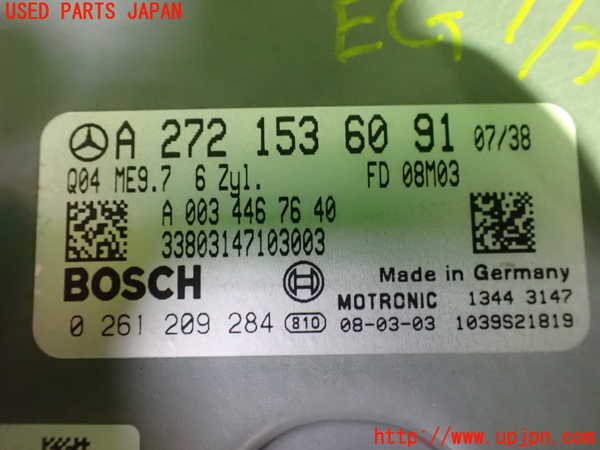 USED PARTS JAPAN
ECT 1/3
A 272 153 60 91 07/38
Q04 ME9.7 6 Zyl. FD 08M03
A 003 446 76 40
33803147103003
BOSCH
Made in Germany
MOTRONIC 1344 3147
0 261 209 284 810 08-03-03 1039S21819
UPJ
http://www.upjpn.com/